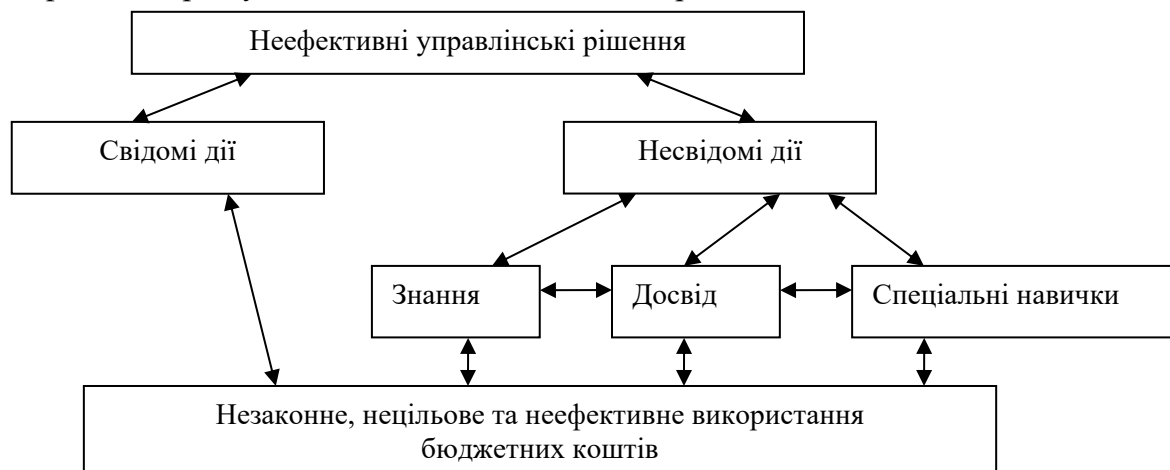 Неефективні управлінські рішення
Свідомі дії
Несвідомі дії
Знання
Досвід
Спеціальні навички
Незаконне, нецільове та неефективне використання
бюджетних коштів